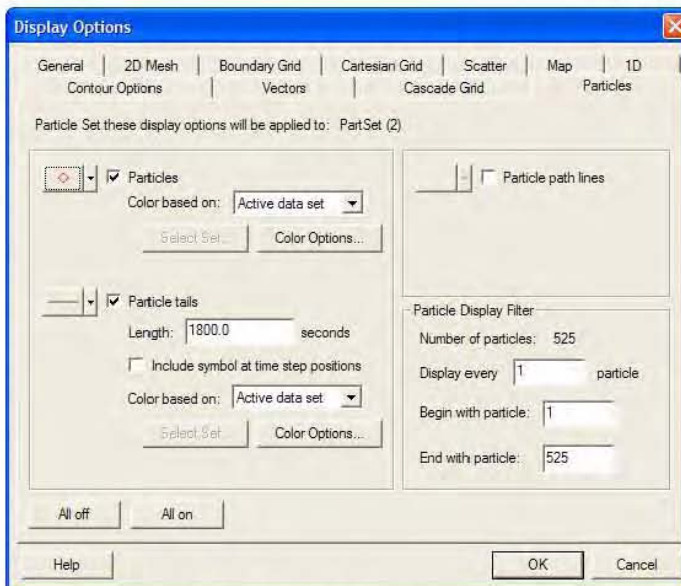 Display Options
General 2D Mesh Boundary Grid Cartesian Grid Scatter Map 1D
Contour Options Vectors Cascade Grid Particles
Particle Set these display options will be applied to: PartSet (2)
Particles
Color based on: Active data set
Select Set... Color Options...
Particle tails
Length: 1800.0 seconds
Include symbol at time step positions
Color based on: Active data set
Select Set... Color Options...
Particle path lines
Particle Display Filter
Number of particles: 525
Display every 1 particle
Begin with particle: 1
End with particle: 525
All off All on
Help OK Cancel